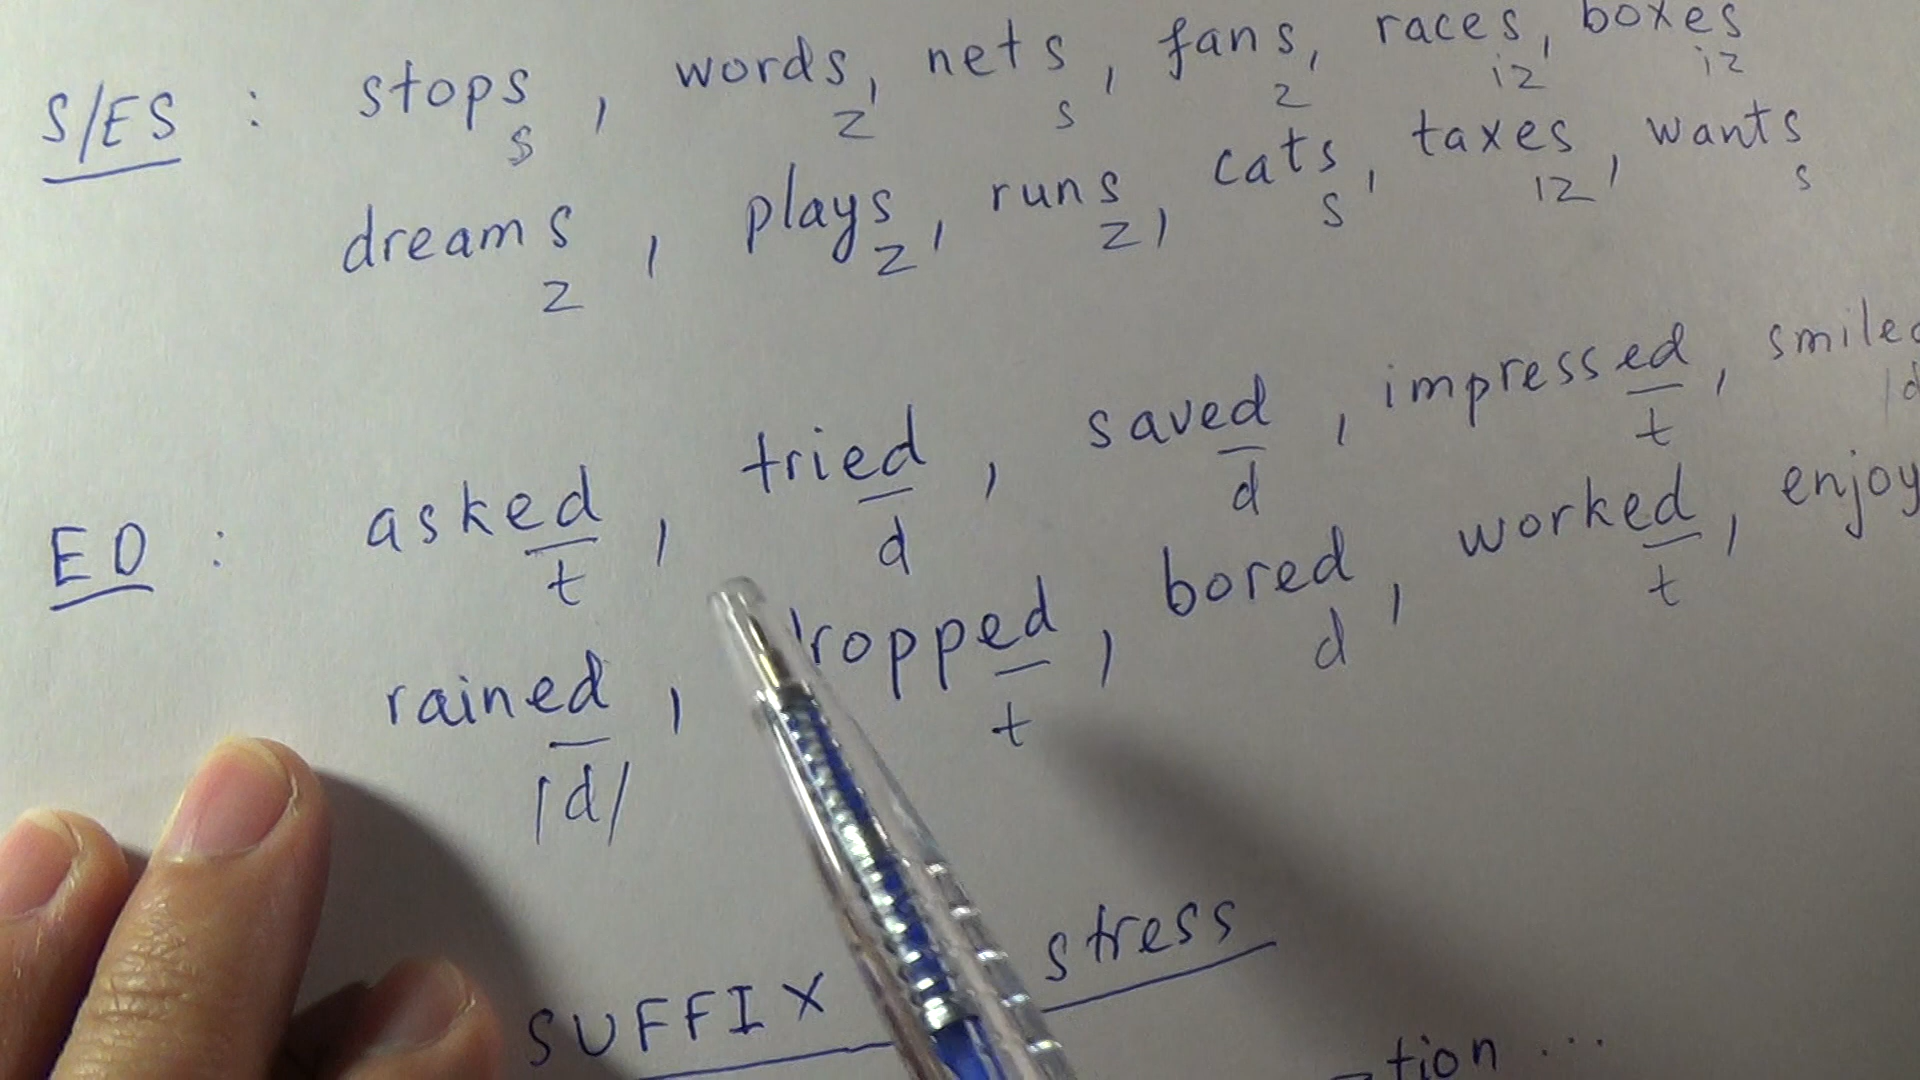 S/ES : stops, words, nets, fans, races, boxes
s z s z iz iz
dreams, plays, runs, cats, taxes, wants
z z z s iz s
ED : asked, tried, saved, impressed, smiled
t d d t /d
rained, ropped, bored, worked, enjoy
/d/ t d t
SUFFIX stress
-tion ...